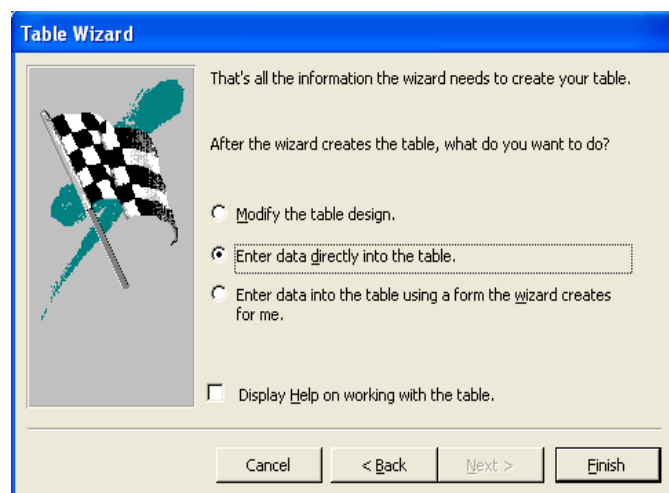 Table Wizard
That's all the information the wizard needs to create your table.
After the wizard creates the table, what do you want to do?
Modify the table design.
Enter data directly into the table.
Enter data into the table using a form the wizard creates
for me.
Display Help on working with the table.
Cancel
< Back
Next >
Finish